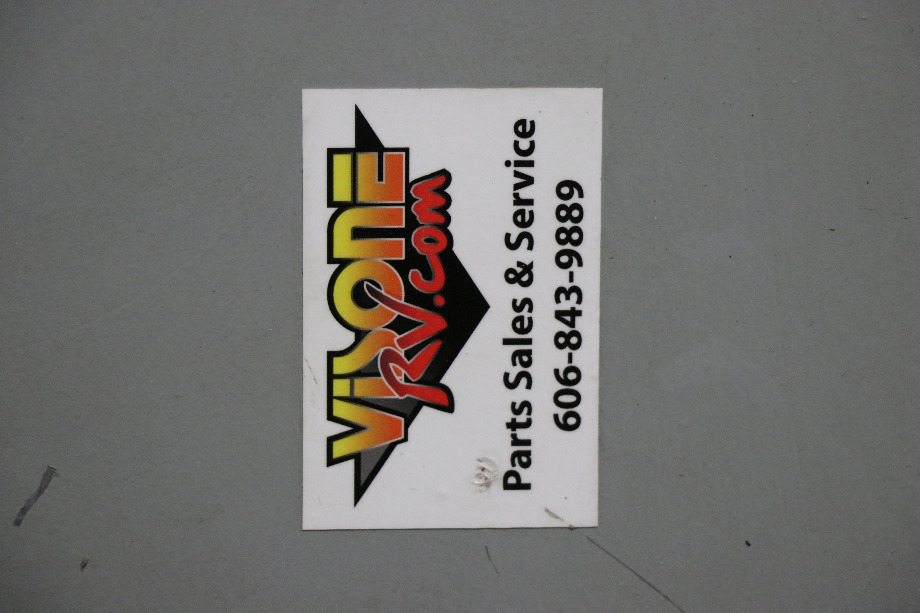 VISONE
RV.com
Parts Sales & Service
606-843-9889